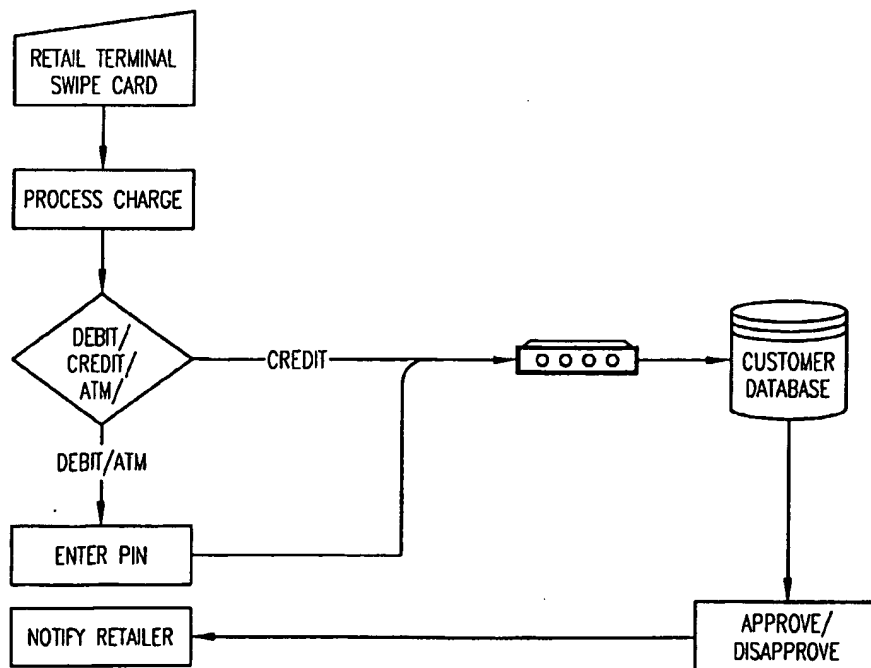 RETAIL TERMINAL
SWIPE CARD
PROCESS CHARGE
DEBIT/
CREDIT/
ATM/
CREDIT
CUSTOMER
DATABASE
DEBIT/ATM
ENTER PIN
NOTIFY RETAILER
APPROVE/
DISAPPROVE